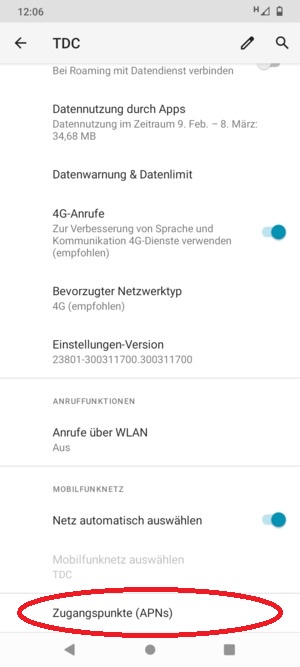 12:06
H
TDC
Bei Roaming mit Datendienst verbinden
Datennutzung durch Apps
Datennutzung im Zeitraum 9. Feb. – 8. März:
34,68 MB
Datenwarnung & Datenlimit
4G-Anrufe
Zur Verbesserung von Sprache und
Kommunikation 4G-Dienste verwenden
(empfohlen)
Bevorzugter Netzwerktyp
4G (empfohlen)
Einstellungen-Version
23801-300311700.300311700
ANRUFFUNKTIONEN
Anrufe über WLAN
Aus
MOBILFUNKNETZ
Netz automatisch auswählen
Mobilfunknetz auswählen
TDC
Zugangspunkte (APNs)